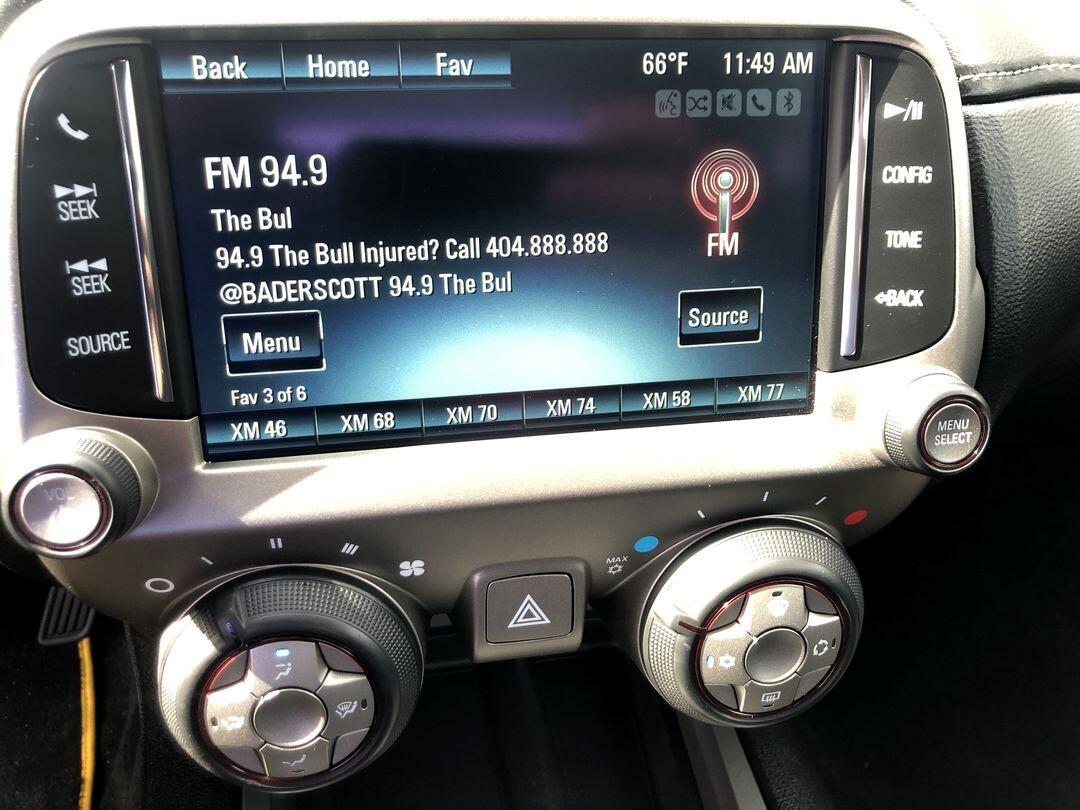 Back Home Fav 66°F 11:49 AM
FM 94.9
The Bul
94.9 The Bull Injured? Call 404.888.888
@BADERSCOTT 94.9 The Bul
FM
Menu
Source
Fav 3 of 6
XM 46 XM 68 XM 70 XM 74 XM 58 XM 77
SEEK
SEEK
SOURCE
CONFIG
TONE
BACK
VOL
MENU
SELECT
MAX